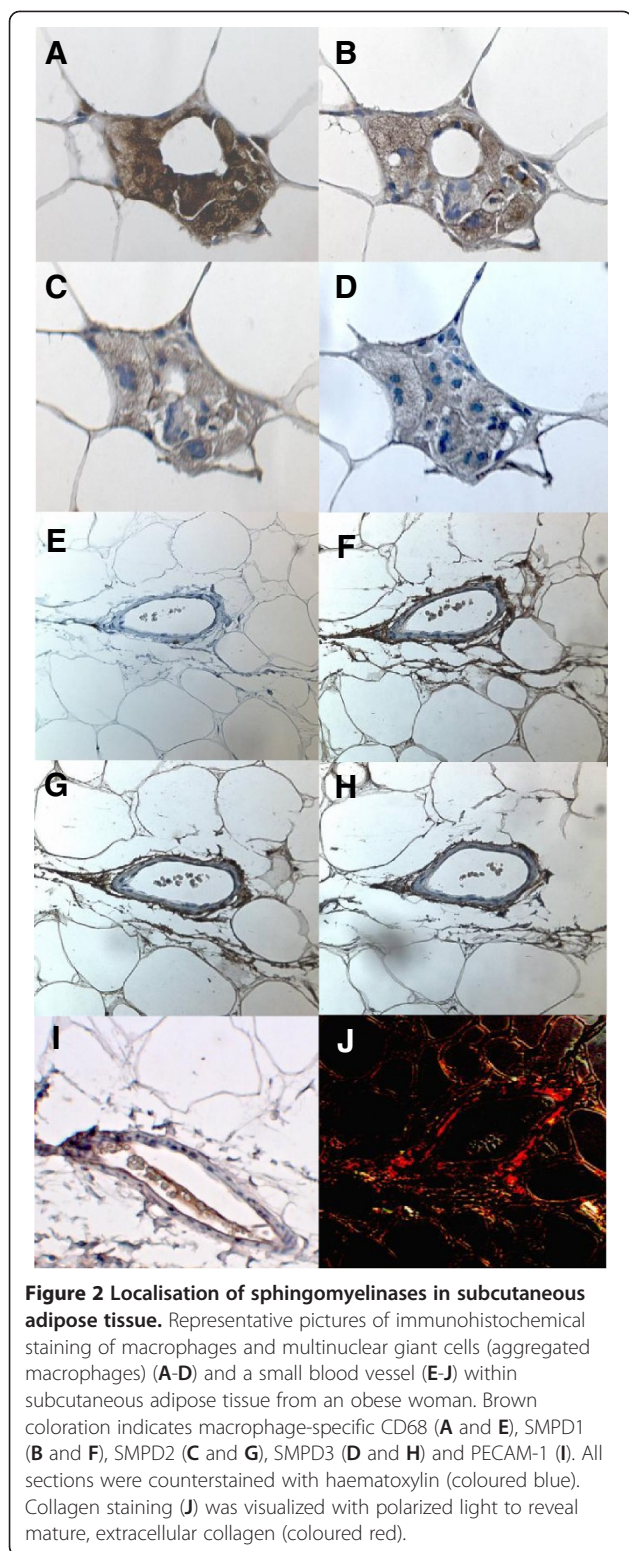 A
B
C
D
E
F
G
H
I
J
Figure 2 Localisation of sphingomyelinases in subcutaneous
adipose tissue. Representative pictures of immunohistochemical
staining of macrophages and multinuclear giant cells (aggregated
macrophages) (A-D) and a small blood vessel (E-J) within
subcutaneous adipose tissue from an obese woman. Brown
coloration indicates macrophage-specific CD68 (A and E), SMPD1
(B and F), SMPD2 (C and G), SMPD3 (D and H) and PECAM-1 (I). All
sections were counterstained with haematoxylin (coloured blue).
Collagen staining (J) was visualized with polarized light to reveal
mature, extracellular collagen (coloured red).